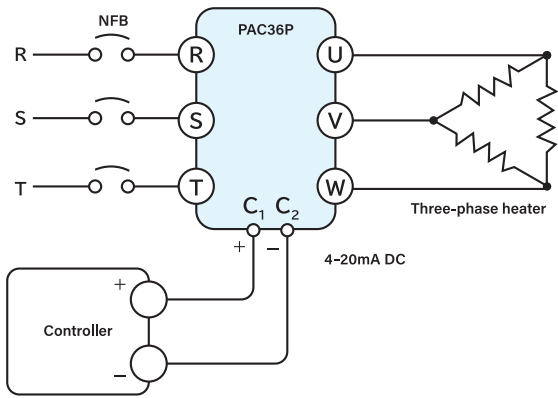 NFB
PAC36P
R
R
U
S
S
V
T
T
W
C1
C2
Three-phase heater
+
−
4–20mA DC
+
Controller
−